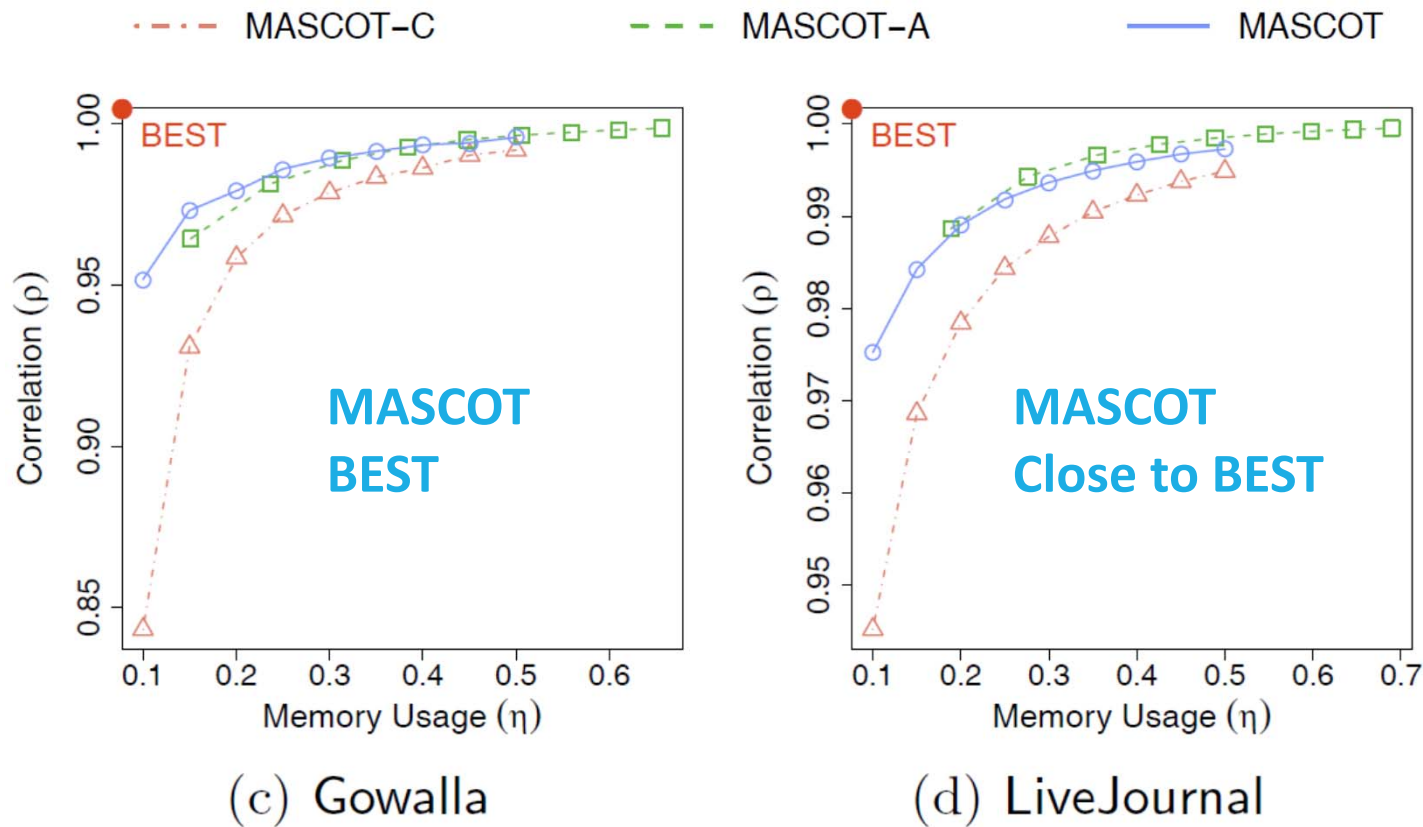 MASCOT−C MASCOT−A MASCOT
BEST
Correlation (ρ)
1.00
0.95
0.90
0.85
MASCOT
BEST
0.1 0.2 0.3 0.4 0.5 0.6
Memory Usage (η)
(c) Gowalla
BEST
Correlation (ρ)
1.00
0.99
0.98
0.97
0.96
0.95
MASCOT
Close to BEST
0.1 0.2 0.3 0.4 0.5 0.6 0.7
Memory Usage (η)
(d) LiveJournal